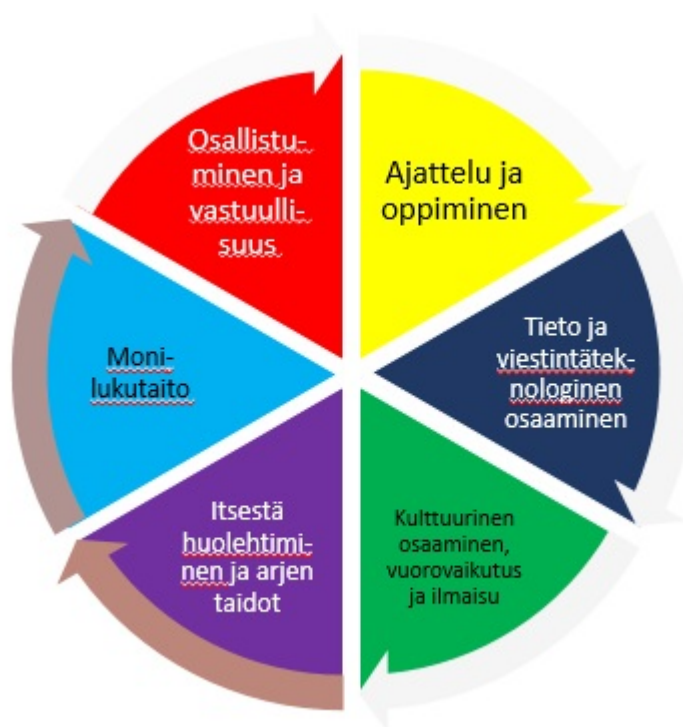 Osallistu-
minen ja
vastuulli-
suus
Ajattelu ja
oppiminen
Tieto ja
viestintätek-
nologinen
osaaminen
Kulttuurinen
osaaminen,
vuorovaikutus
ja ilmaisu
Itsestä
huolehtimi-
nen ja arjen
taidot
Moni-
lukutaito